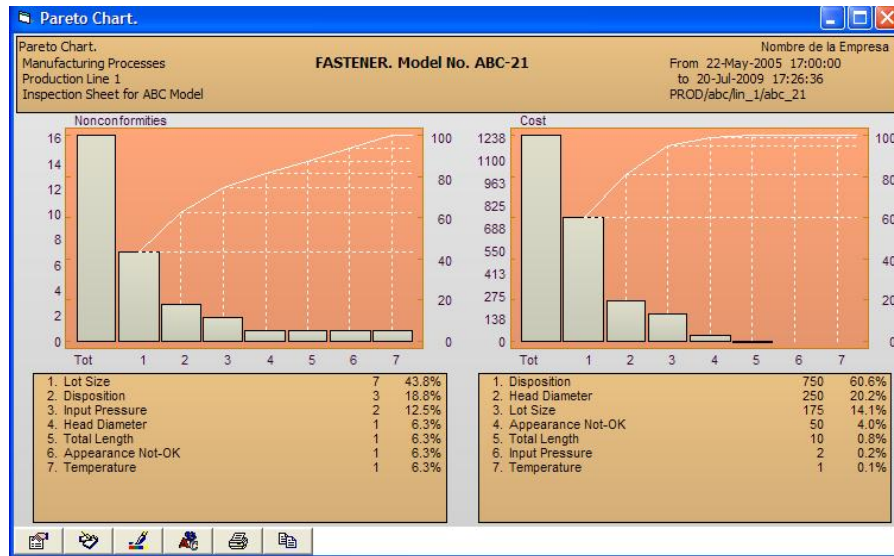 Pareto Chart.
Pareto Chart.
Manufacturing Processes
Production Line 1
Inspection Sheet for ABC Model
FASTENER. Model No. ABC-21
Nombre de la Empresa
From 22-May-2005 17:00:00
to 20-Jul-2009 17:26:36
PROD/abc/lin_1/abc_21
Nonconformities
16
14
12
10
8
6
4
2
0
100
80
60
40
20
0
Tot 1 2 3 4 5 6 7
1. Lot Size 7 43.8%
2. Disposition 3 18.8%
3. Input Pressure 2 12.5%
4. Head Diameter 1 6.3%
5. Total Length 1 6.3%
6. Appearance Not-OK 1 6.3%
7. Temperature 1 6.3%
Cost
1238
1100
963
825
688
550
413
275
138
0
100
80
60
40
20
0
Tot 1 2 3 4 5 6 7
1. Disposition 750 60.6%
2. Head Diameter 250 20.2%
3. Lot Size 175 14.1%
4. Appearance Not-OK 50 4.0%
5. Total Length 10 0.8%
6. Input Pressure 2 0.2%
7. Temperature 1 0.1%